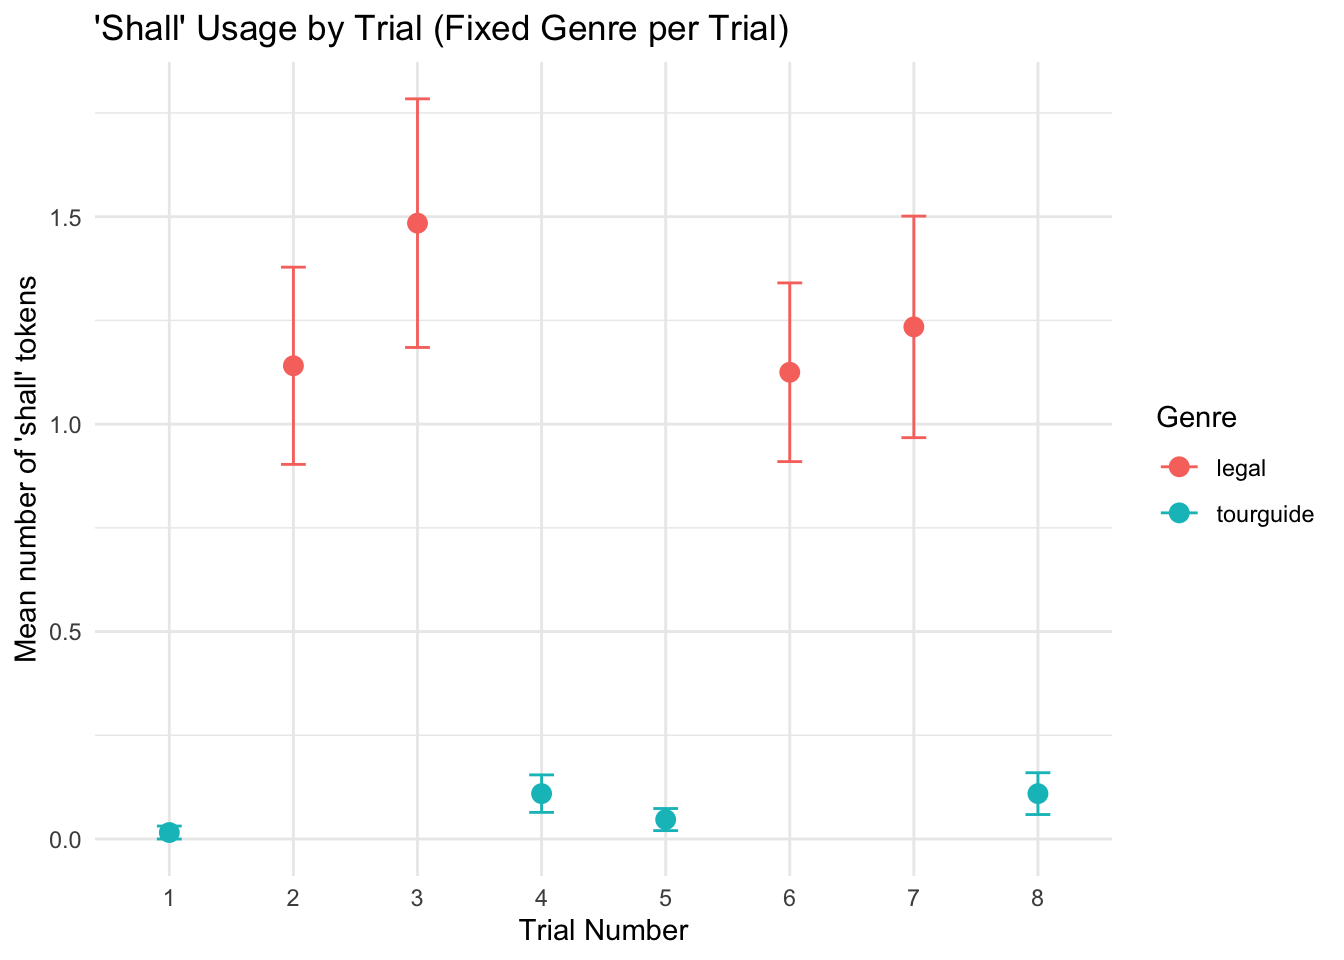 'Shall' Usage by Trial (Fixed Genre per Trial)
Mean number of 'shall' tokens
1.5
1.0
0.5
0.0
1 2 3 4 5 6 7 8
Trial Number
Genre
legal
tourguide